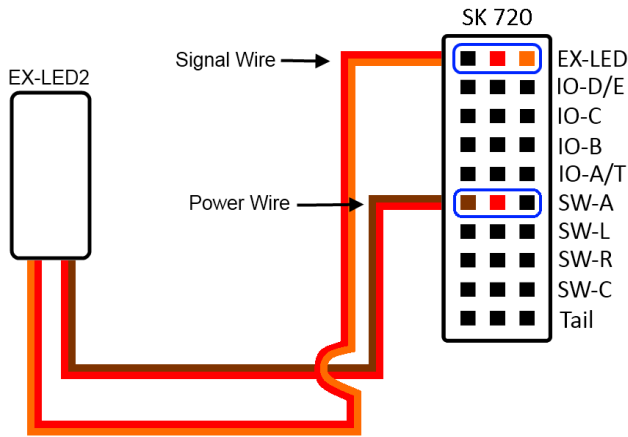 SK 720
Signal Wire
EX-LED
EX-LED2
IO-D/E
IO-C
IO-B
IO-A/T
Power Wire
SW-A
SW-L
SW-R
SW-C
Tail